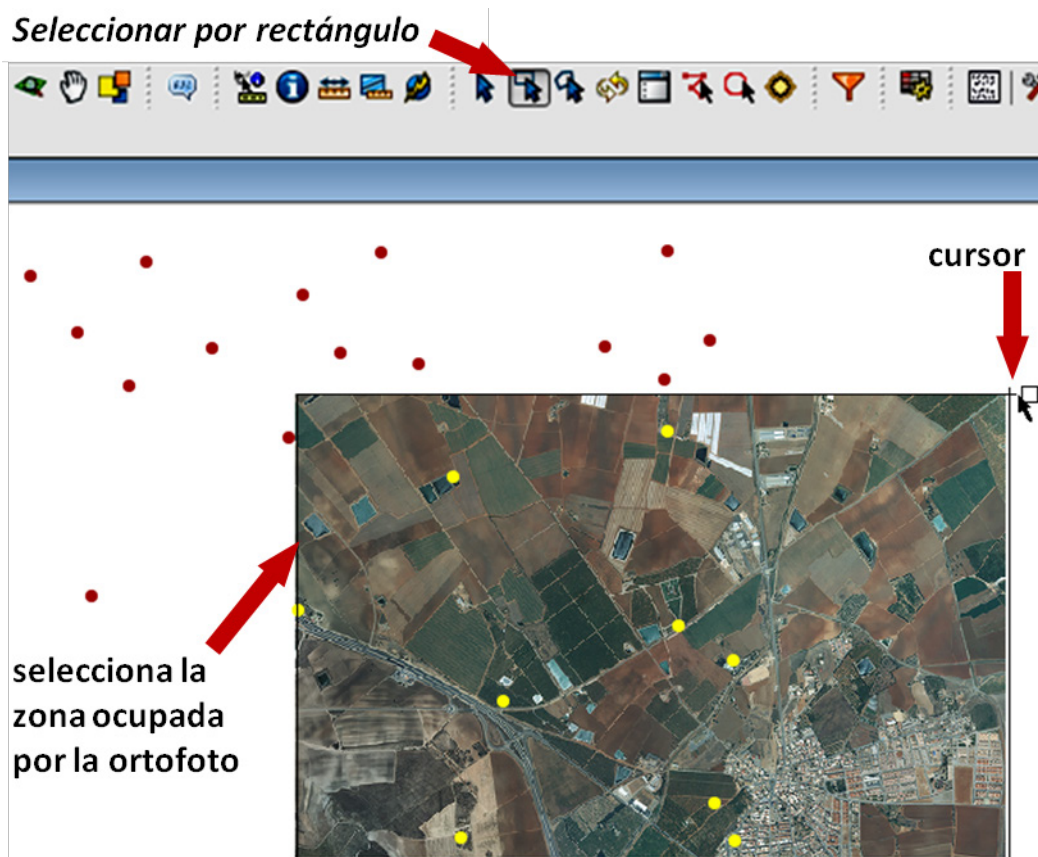 Seleccionar por rectángulo
cursor
selecciona la
zona ocupada
por la ortofoto